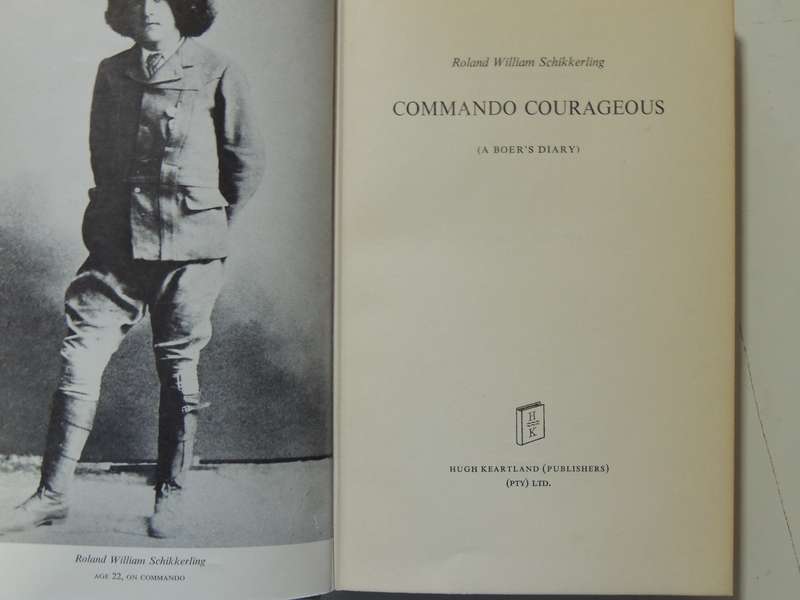 Roland William Schikkerling
AGE 22, ON COMMANDO
Roland William Schikkerling
COMMANDO COURAGEOUS
(A BOER'S DIARY)
H
K
HUGH KEARTLAND (PUBLISHERS)
(PTY) LTD.